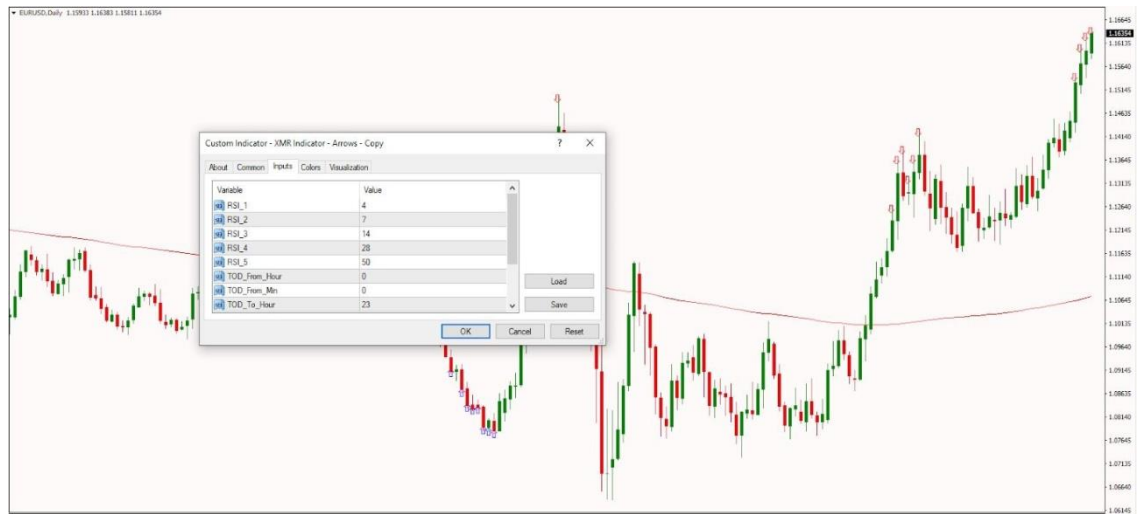 EURUSD,Daily 1.15933 1.16383 1.15811 1.16354
Custom Indicator - XMR Indicator - Arrows - Copy
? X
About Common Inputs Colors Visualization
Variable Value
RSI_1 4
RSI_2 7
RSI_3 14
RSI_4 28
RSI_5 50
TOD_From_Hour 0
TOD_From_Min 0
TOD_To_Hour 23
Load
Save
OK Cancel Reset
1.16645
1.16354
1.16135
1.15640
1.15145
1.14635
1.14140
1.13645
1.13135
1.12640
1.12145
1.11635
1.11140
1.10645
1.10135
1.09640
1.09145
1.08635
1.08140
1.07645
1.07135
1.06640
1.06145